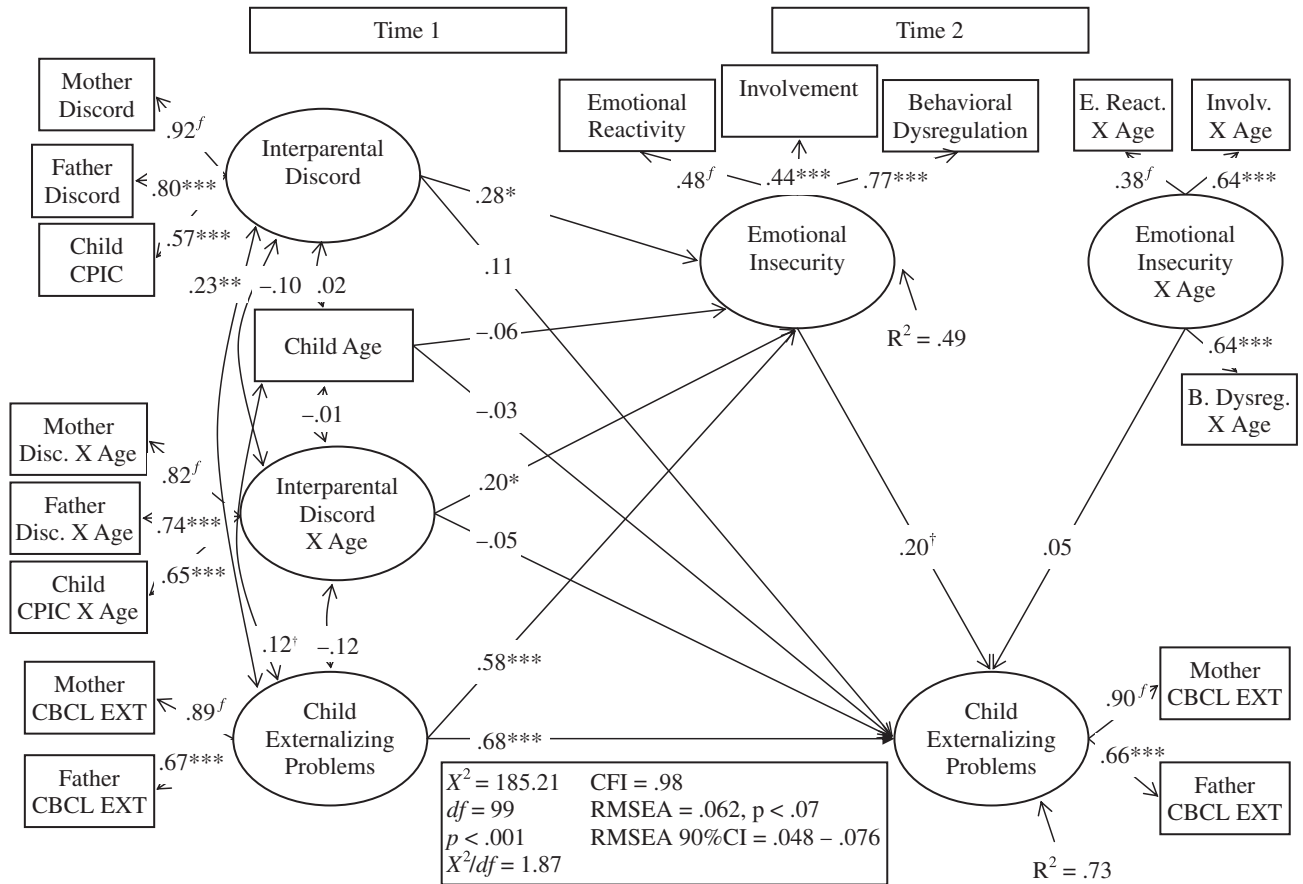 Time 1
Time 2
Mother
Discord
Father
Discord
Child
CPIC
.92f
.80***
.57***
Interparental
Discord
.23**
–.10
.02
Child Age
–.01
Mother
Disc. X Age
Father
Disc. X Age
Child
CPIC X Age
.82f
.74***
.65***
Interparental
Discord
X Age
.12†
–.12
Mother
CBCL EXT
Father
CBCL EXT
.89f
.67***
Child
Externalizing
Problems
.28*
.11
–.06
–.03
.20*
–.05
.58***
.68***
Emotional
Reactivity
Involvement
Behavioral
Dysregulation
.48f
.44***
.77***
Emotional
Insecurity
R2 = .49
E. React.
X Age
Involv.
X Age
.38f
.64***
Emotional
Insecurity
X Age
.64***
B. Dysreg.
X Age
.20†
.05
Child
Externalizing
Problems
.90f
.66***
Mother
CBCL EXT
Father
CBCL EXT
R2 = .73
X2 = 185.21 CFI = .98
df = 99 RMSEA = .062, p < .07
p < .001 RMSEA 90%CI = .048 – .076
X2/df = 1.87